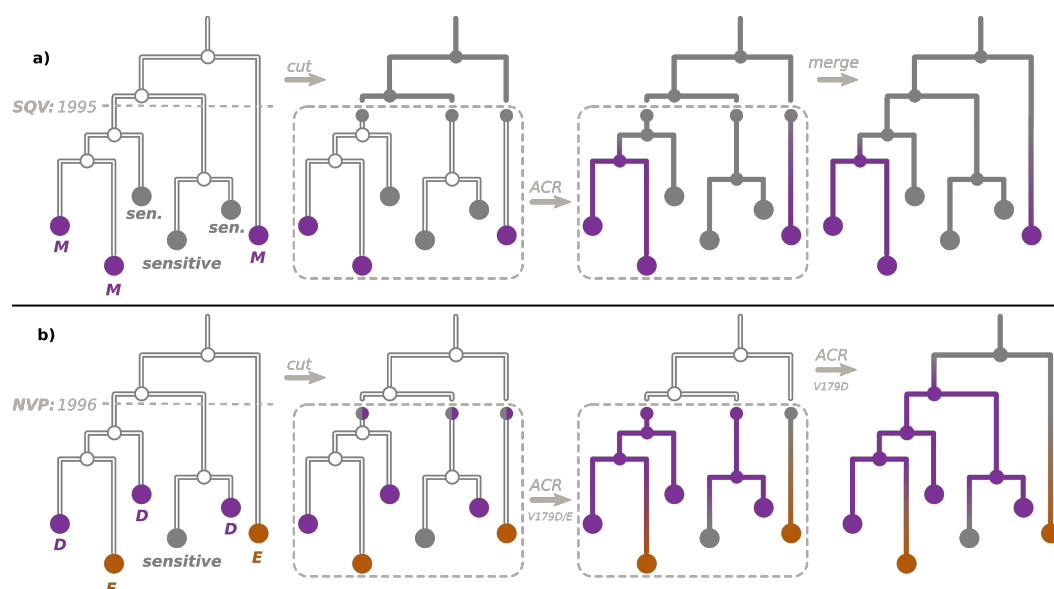 a)
cut
merge
SQV: 1995
ACR
sen.
sen.
M
sensitive
M
M
b)
cut
ACR
V179D
NVP: 1996
ACR
V179D/E
D
D
D
sensitive
E
E